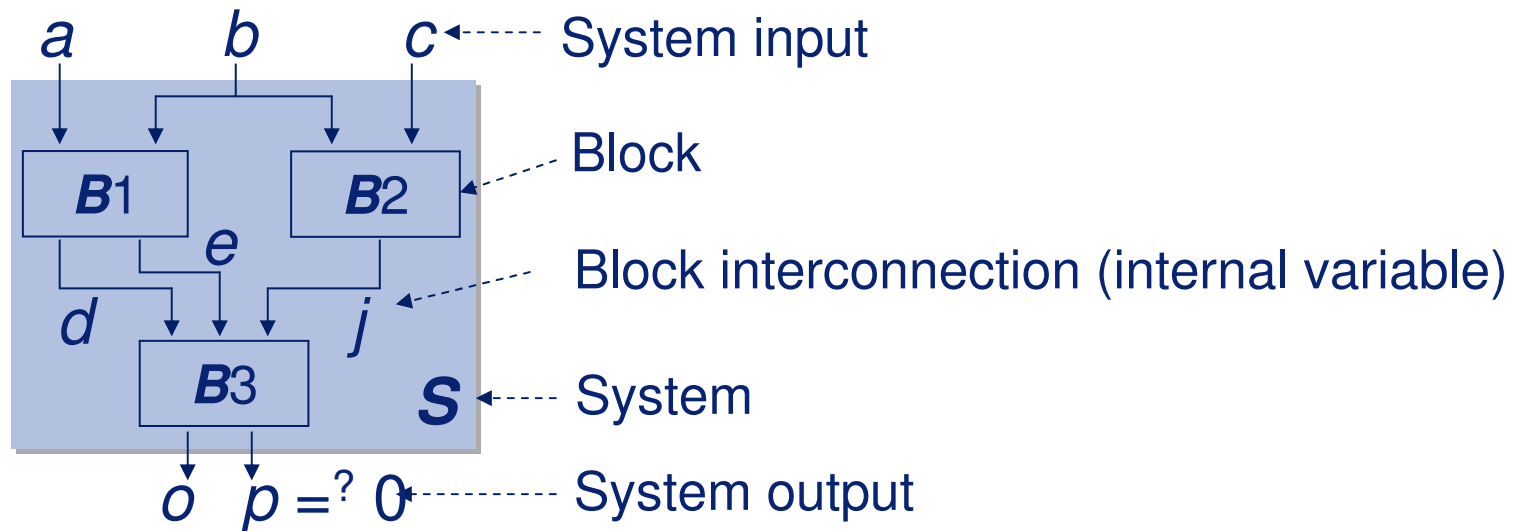 a b c System input
Block
B1 B2
e
Block interconnection (internal variable)
d j
B3
S System
o p =? 0 System output